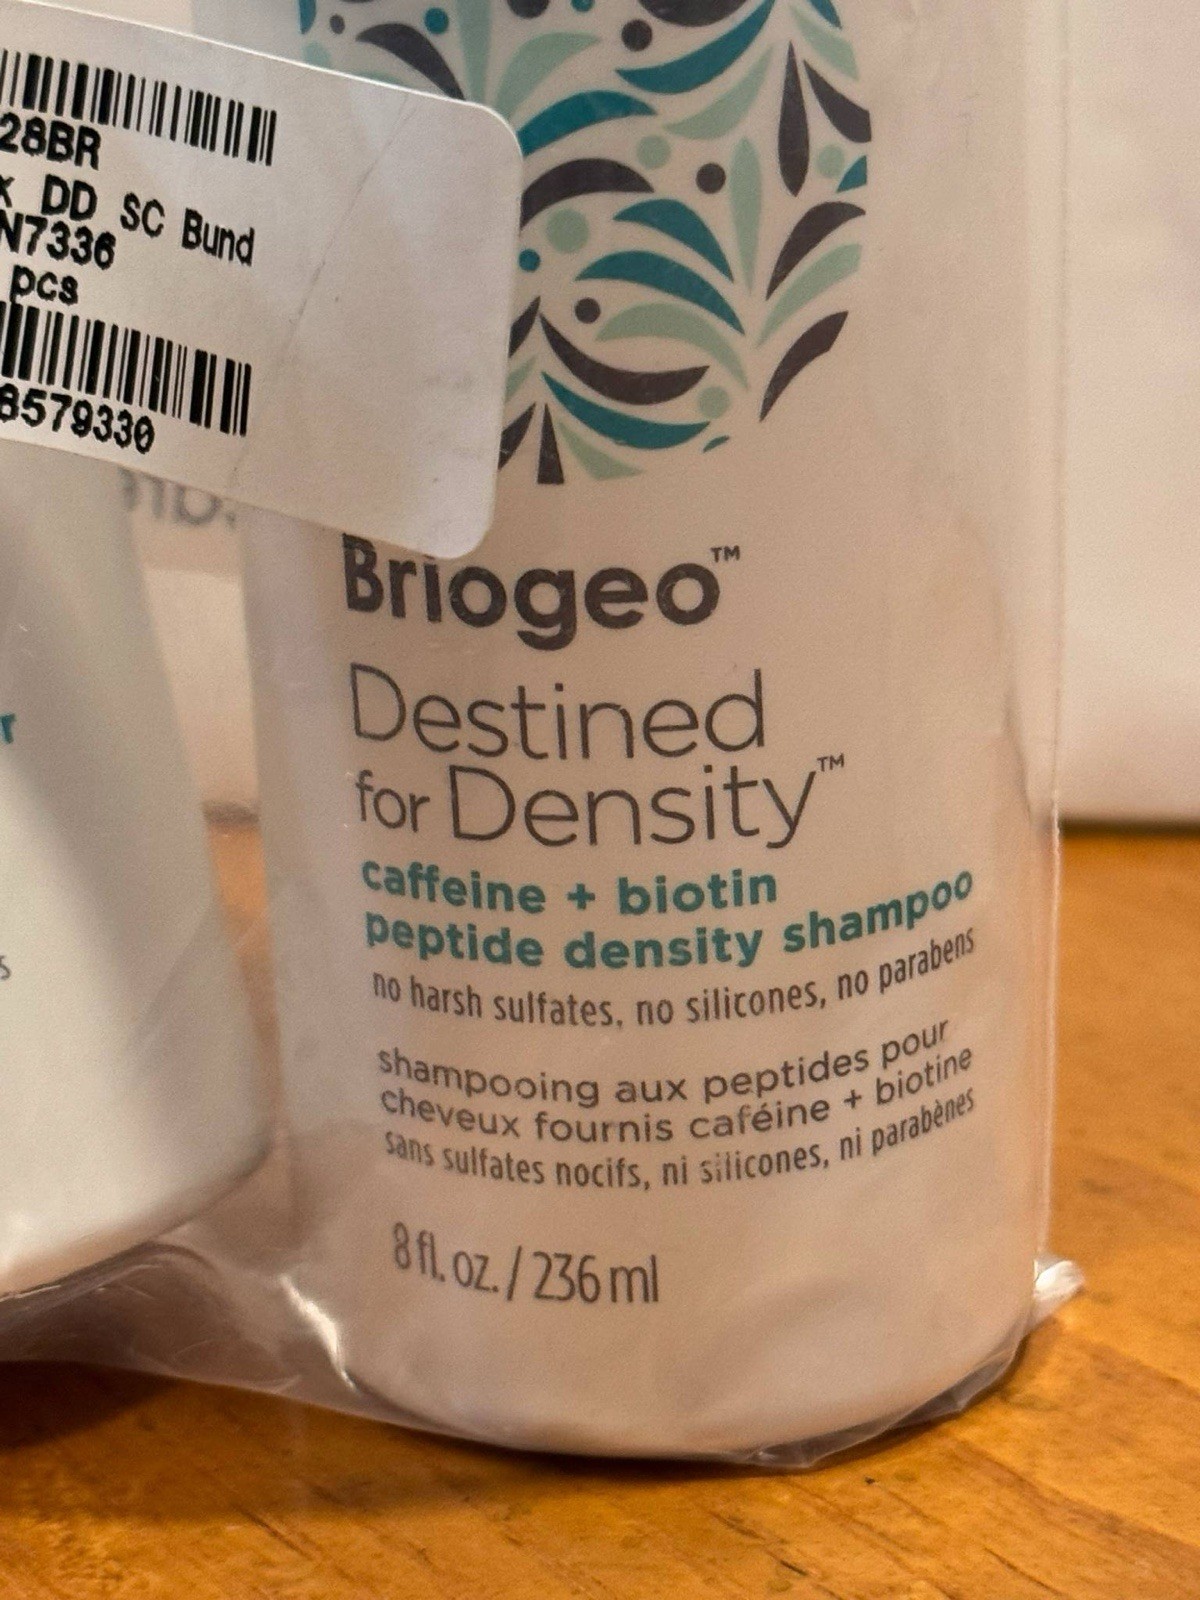 28BR
DD SC Bund
N7336
pcs
8579330
Briogeo™
Destined
for Density™
caffeine + biotin
peptide density shampoo
no harsh sulfates, no silicones, no parabens
shampooing aux peptides pour
cheveux fournis caféine + biotine
sans sulfates nocifs, ni silicones, ni parabènes
8 fl. oz. / 236 ml